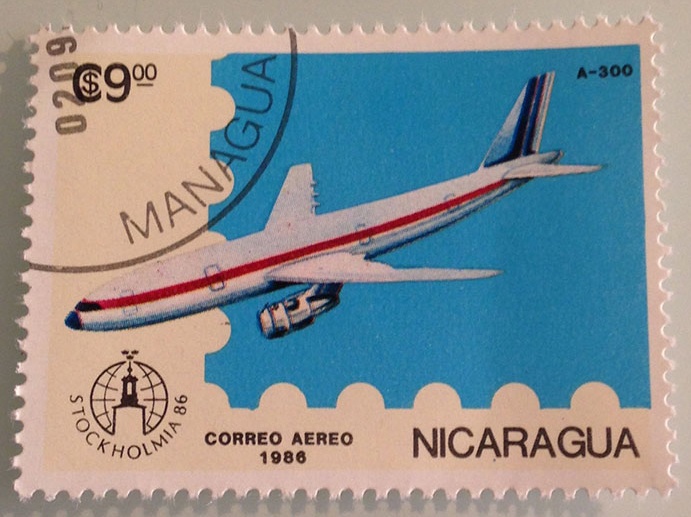 0209
C$9.00
MANAGUA
A-300
STOCKHOLMIA 86
CORREO AEREO
1986
NICARAGUA